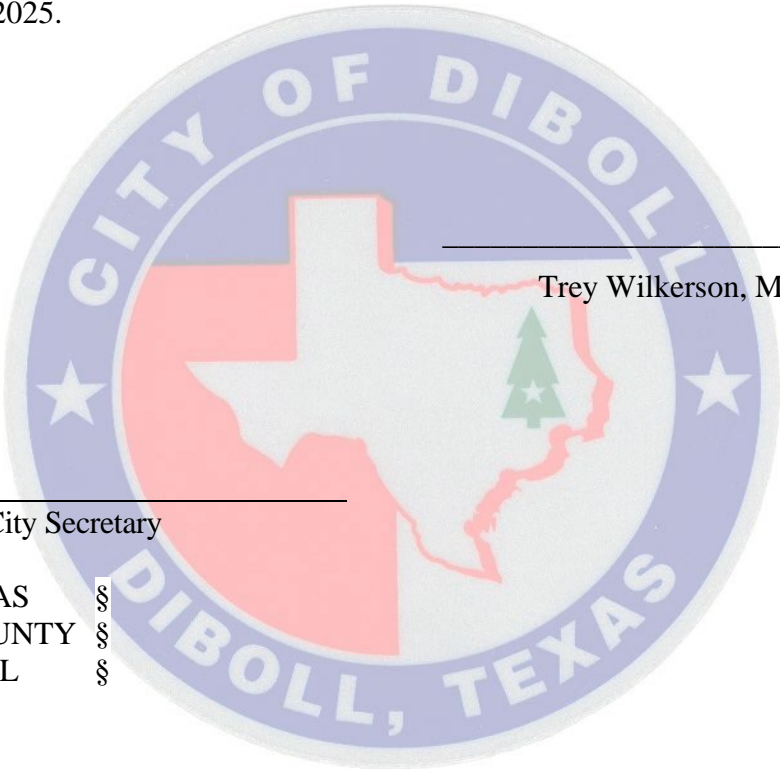 2025.
CITY OF DIBOLL
Trey Wilkerson, M
City Secretary
AS §
UNTY §
L §
DIBOLL, TEXAS